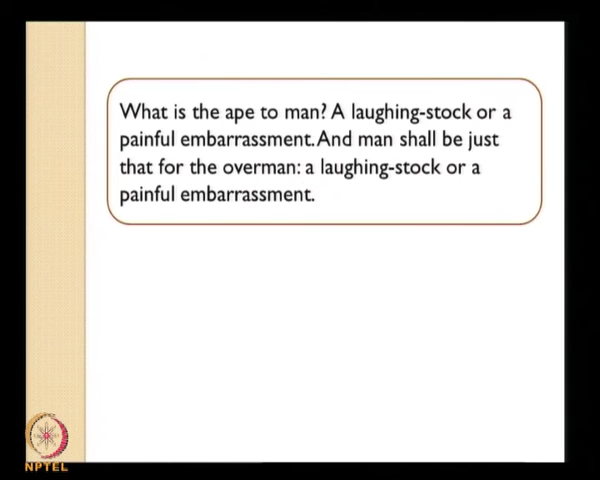 What is the ape to man? A laughing-stock or a
painful embarrassment. And man shall be just
that for the overman: a laughing-stock or a
painful embarrassment.
NPTEL